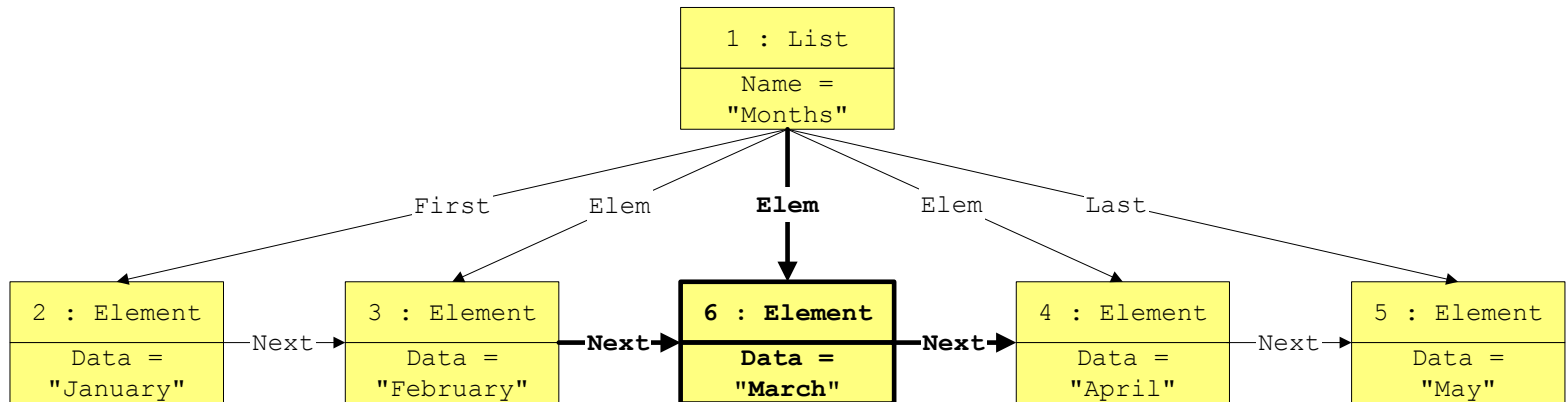 1 : List
Name =
"Months"
First
Elem
Elem
Elem
Last
2 : Element
Data =
"January"
Next
3 : Element
Data =
"February"
Next
6 : Element
Data =
"March"
Next
4 : Element
Data =
"April"
Next
5 : Element
Data =
"May"